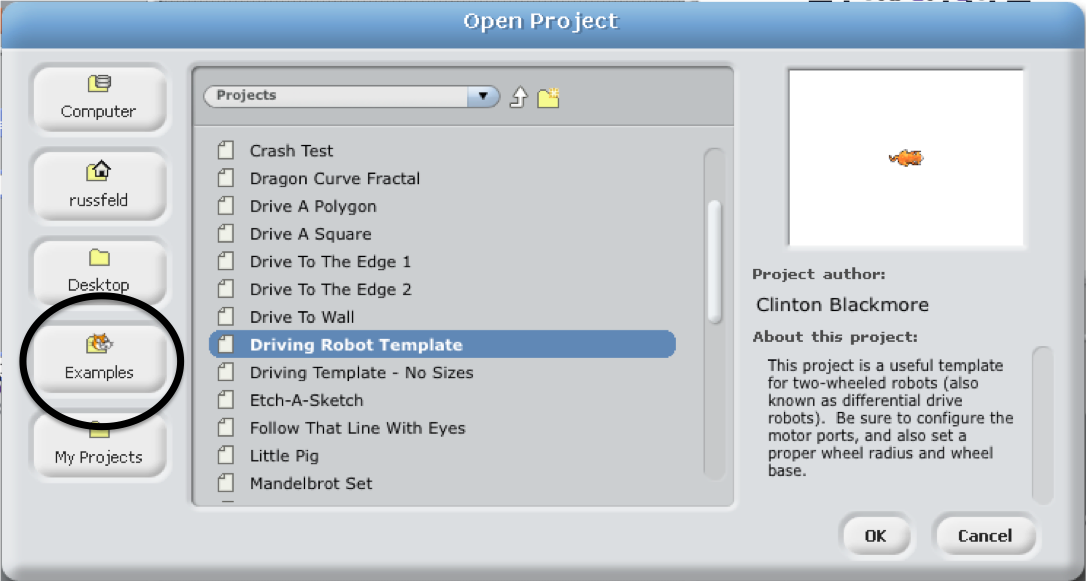 Open Project
Computer
russfeld
Desktop
Examples
My Projects
Projects
Crash Test
Dragon Curve Fractal
Drive A Polygon
Drive A Square
Drive To The Edge 1
Drive To The Edge 2
Drive To Wall
Driving Robot Template
Driving Template - No Sizes
Etch-A-Sketch
Follow That Line With Eyes
Little Pig
Mandelbrot Set
Project author:
Clinton Blackmore
About this project:
This project is a useful template
for two-wheeled robots (also
known as differential drive
robots).  Be sure to configure the
motor ports, and also set a
proper wheel radius and wheel
base.
OK
Cancel